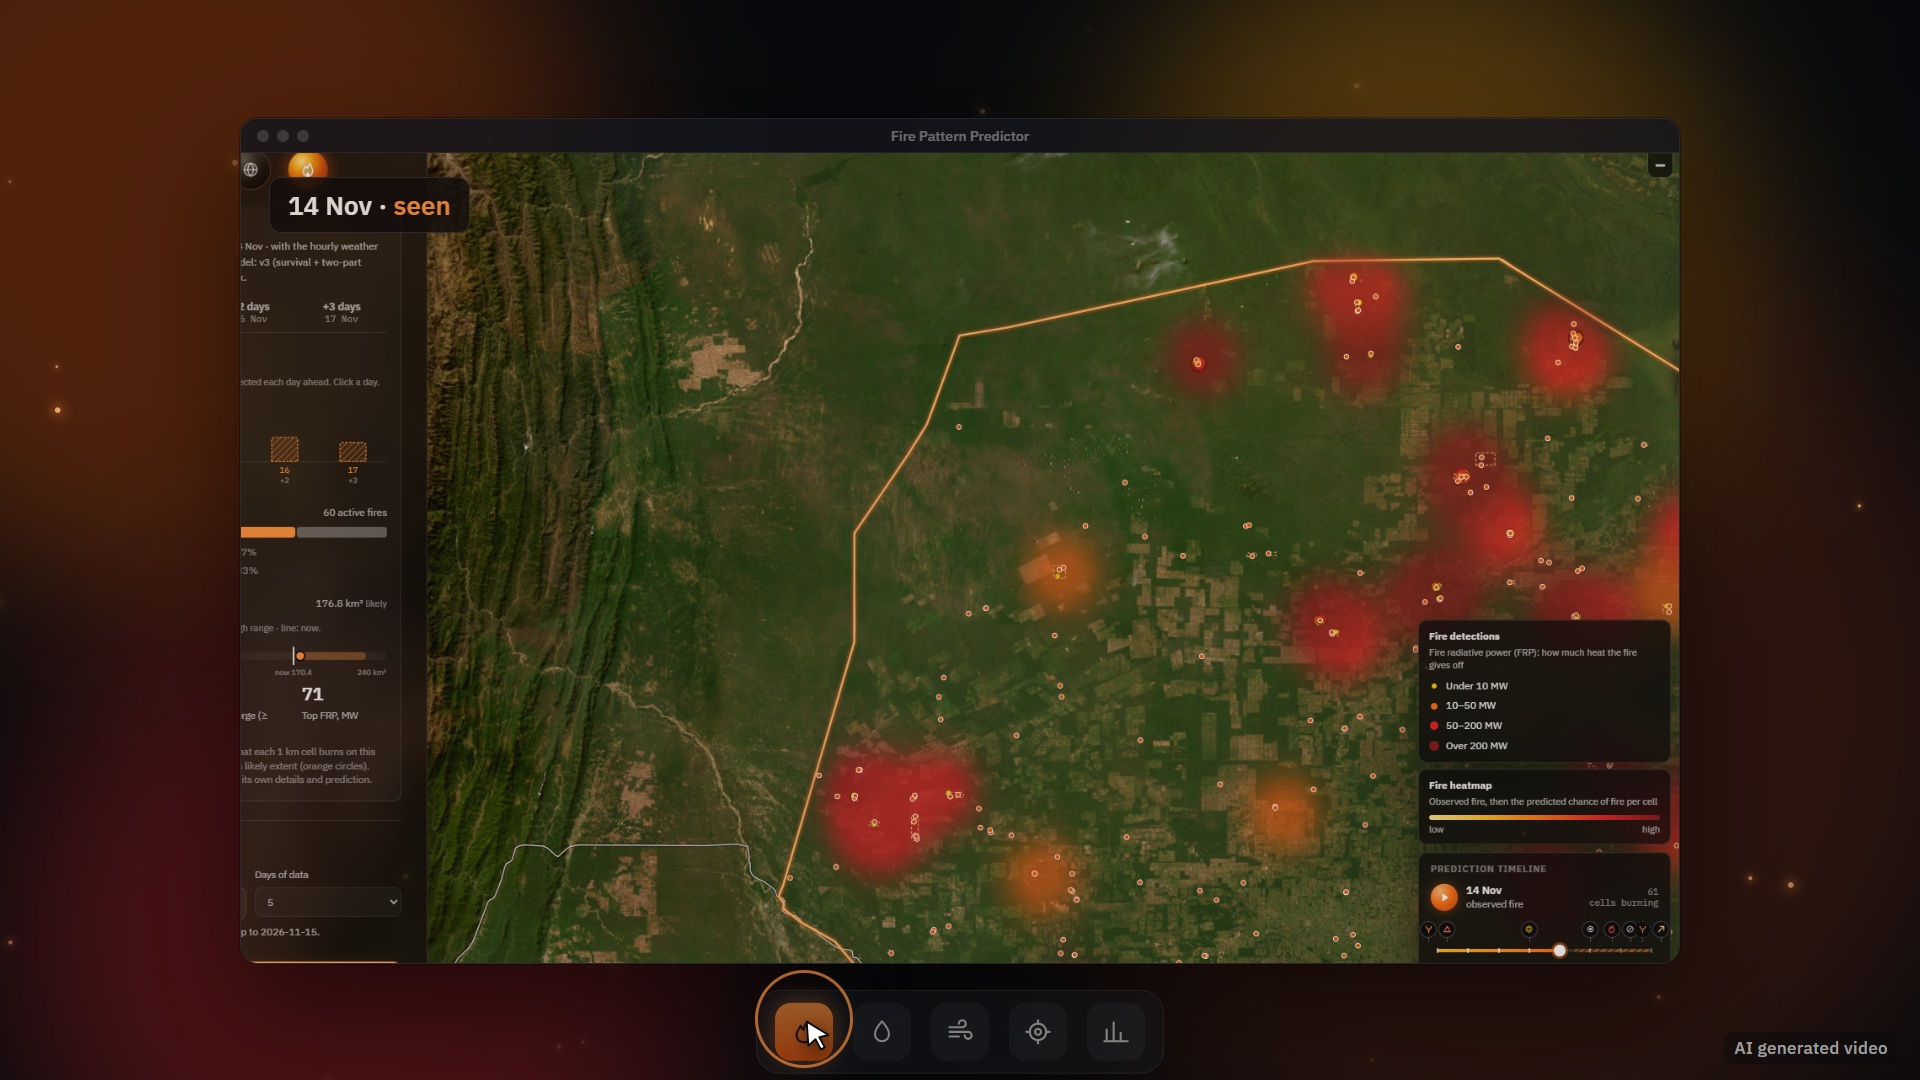 Fire Pattern Predictor
14 Nov · seen
Nov - with the hourly weather
v3 (survival + two-part
days
+3 days
Nov
17 Nov
each day ahead. Click a day.
16
17
+2
+3
60 active fires
7%
3%
176.8 km² likely
range - line: now.
now 170.4
240 km²
71
(≥
Top FRP, MW
each 1 km cell burns on this
likely extent (orange circles).
its own details and prediction.
Days of data
5
to 2026-11-15.
Fire detections
Fire radiative power (FRP): how much heat the fire
gives off
Under 10 MW
10–50 MW
50–200 MW
Over 200 MW
Fire heatmap
Observed fire, then the predicted chance of fire per cell
low
high
PREDICTION TIMELINE
14 Nov
61
observed fire
cells burning
AI generated video